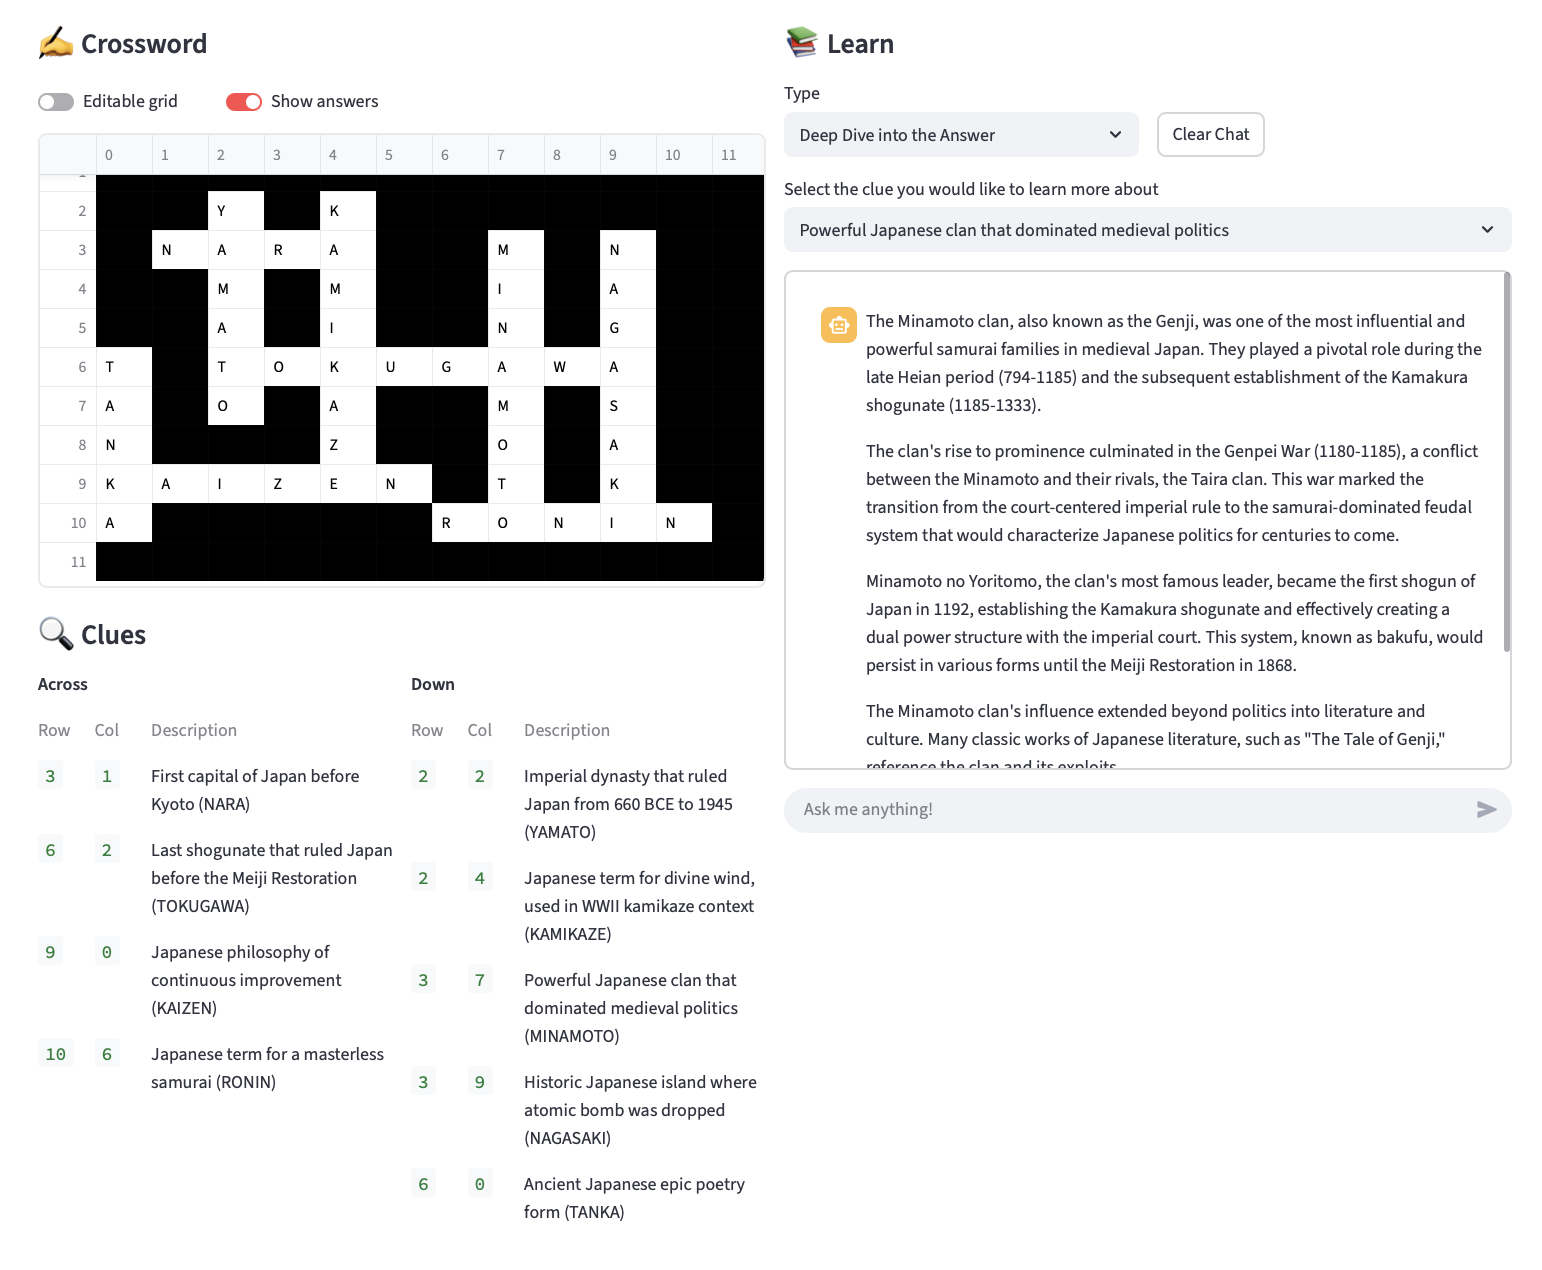 Crossword
Editable grid
Show answers
0 1 2 3 4 5 6 7 8 9 10 11
2 Y K
3 N A R A M N
4 M M I A
5 A I N G
6 T T O K U G A W A
7 A O A M S
8 N Z O A
9 K A I Z E N T K
10 A R O N I N
11
Clues
Across
Row Col Description
3 1 First capital of Japan before
Kyoto (NARA)
6 2 Last shogunate that ruled Japan
before the Meiji Restoration
(TOKUGAWA)
9 0 Japanese philosophy of
continuous improvement
(KAIZEN)
10 6 Japanese term for a masterless
samurai (RONIN)
Down
Row Col Description
2 2 Imperial dynasty that ruled
Japan from 660 BCE to 1945
(YAMATO)
2 4 Japanese term for divine wind,
used in WWII kamikaze context
(KAMIKAZE)
3 7 Powerful Japanese clan that
dominated medieval politics
(MINAMOTO)
3 9 Historic Japanese island where
atomic bomb was dropped
(NAGASAKI)
6 0 Ancient Japanese epic poetry
form (TANKA)
Learn
Type
Deep Dive into the Answer
Clear Chat
Select the clue you would like to learn more about
Powerful Japanese clan that dominated medieval politics
The Minamoto clan, also known as the Genji, was one of the most influential and
powerful samurai families in medieval Japan. They played a pivotal role during the
late Heian period (794-1185) and the subsequent establishment of the Kamakura
shogunate (1185-1333).
The clan's rise to prominence culminated in the Genpei War (1180-1185), a conflict
between the Minamoto and their rivals, the Taira clan. This war marked the
transition from the court-centered imperial rule to the samurai-dominated feudal
system that would characterize Japanese politics for centuries to come.
Minamoto no Yoritomo, the clan's most famous leader, became the first shogun of
Japan in 1192, establishing the Kamakura shogunate and effectively creating a
dual power structure with the imperial court. This system, known as bakufu, would
persist in various forms until the Meiji Restoration in 1868.
The Minamoto clan's influence extended beyond politics into literature and
culture. Many classic works of Japanese literature, such as "The Tale of Genji,"
reference the clan and its exploits.
Ask me anything!